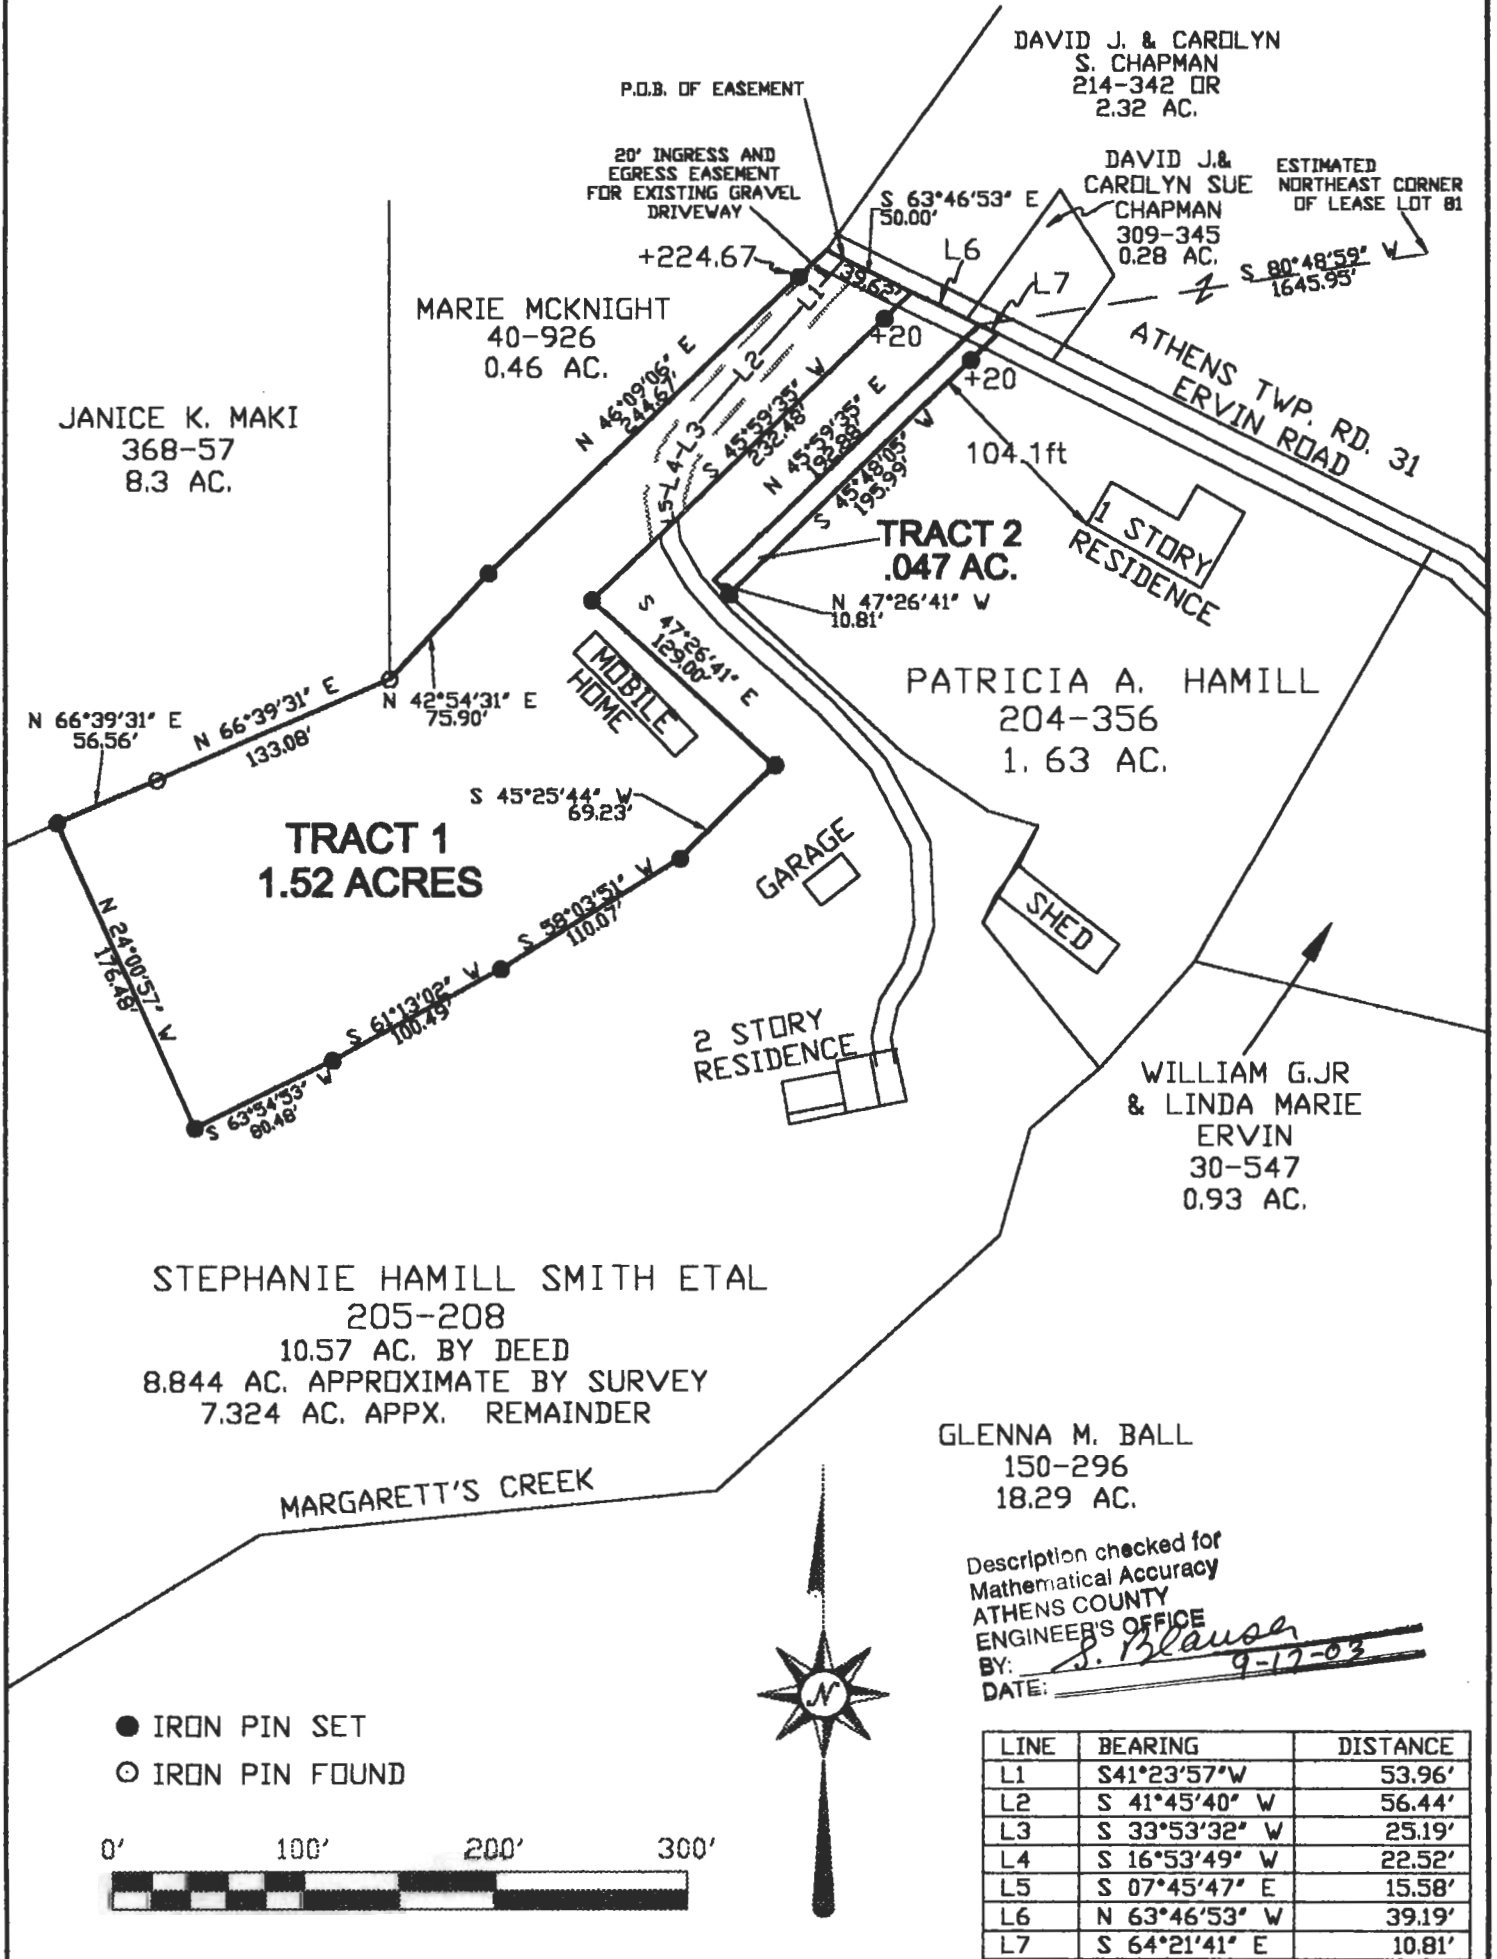 DAVID J. & CAROLYN
S. CHAPMAN
214-342 OR
2.32 AC.
P.O.B. OF EASEMENT
20' INGRESS AND
EGRESS EASEMENT
FOR EXISTING GRAVEL
DRIVEWAY
S 63°46'53" E
50.00'
DAVID J.&
CAROLYN SUE
CHAPMAN
309-345
0.28 AC.
ESTIMATED
NORTHEAST CORNER
OF LEASE LOT 81
S 80°48'59" W
1645.95'
+224.67
39.63'
L6
L7
L1
L2
L3
L4
L5
+20
+20
MARIE MCKNIGHT
40-926
0.46 AC.
JANICE K. MAKI
368-57
8.3 AC.
N 46°09'06" E
244.67'
S 45°59'35" W
232.48'
N 45°59'35" E
192.88'
S 45°48'05" W
195.99'
ATHENS TWP. RD. 31
ERVIN ROAD
104.1ft
1 STORY
RESIDENCE
TRACT 2
.047 AC.
N 47°26'41" W
10.81'
S 47°26'41" E
129.00'
MOBILE
HOME
PATRICIA A. HAMILL
204-356
1. 63 AC.
N 42°54'31" E
75.90'
N 66°39'31" E
133.08'
N 66°39'31" E
56.56'
S 45°25'44" W
69.23'
TRACT 1
1.52 ACRES
GARAGE
SHED
S 58°03'51" W
110.07'
N 24°00'57" W
176.48'
S 61°13'02" W
100.49'
S 63°54'53" W
80.48'
2 STORY
RESIDENCE
WILLIAM G.JR
& LINDA MARIE
ERVIN
30-547
0.93 AC.
STEPHANIE HAMILL SMITH ETAL
205-208
10.57 AC. BY DEED
8.844 AC. APPROXIMATE BY SURVEY
7.324 AC. APPX. REMAINDER
MARGARETT'S CREEK
GLENNA M. BALL
150-296
18.29 AC.
Description checked for
Mathematical Accuracy
ATHENS COUNTY
ENGINEER'S OFFICE
BY: S. Blauser
DATE: 9-17-03
N
IRON PIN SET
IRON PIN FOUND
0' 100' 200' 300'
LINE BEARING DISTANCE
L1 S41°23'57"W 53.96'
L2 S 41°45'40" W 56.44'
L3 S 33°53'32" W 25.19'
L4 S 16°53'49" W 22.52'
L5 S 07°45'47" E 15.58'
L6 N 63°46'53" W 39.19'
L7 S 64°21'41" E 10.81'